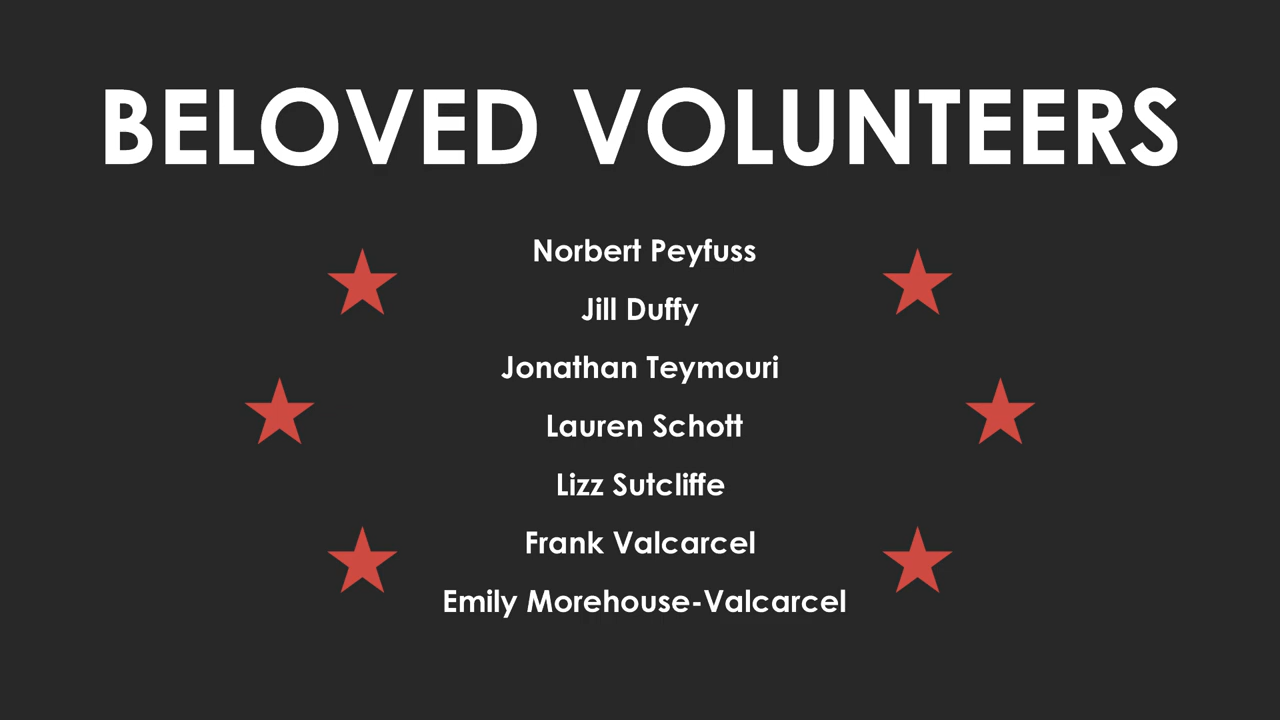 BELOVED VOLUNTEERS
Norbert Peyfuss
Jill Duffy
Jonathan Teymouri
Lauren Schott
Lizz Sutcliffe
Frank Valcarcel
Emily Morehouse-Valcarcel